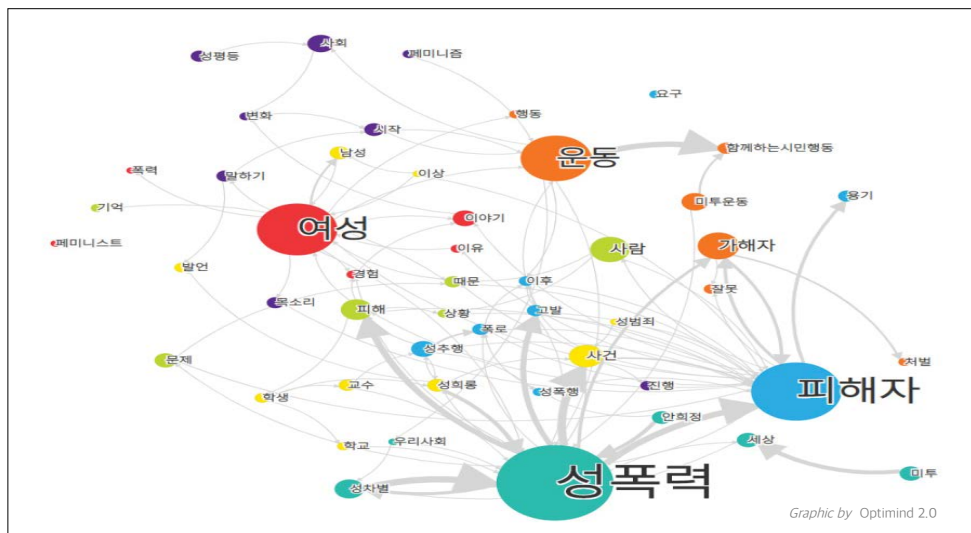 사회
성평등
페미니즘
요구
변화
행동
시작
남성
운동
함께하는시민행동
폭력
말하기
이상
용기
기억
미투운동
여성
이야기
페미니스트
이유
사람
가해자
발언
경험
때문
이후
잘못
목소리
피해
상황
고발
성범죄
폭로
성추행
문제
사건
처벌
교수
성희롱
성폭행
진행
피해자
학생
안희정
학교
우리사회
세상
성폭력
미투
성차별
Graphic by Optimind 2.0